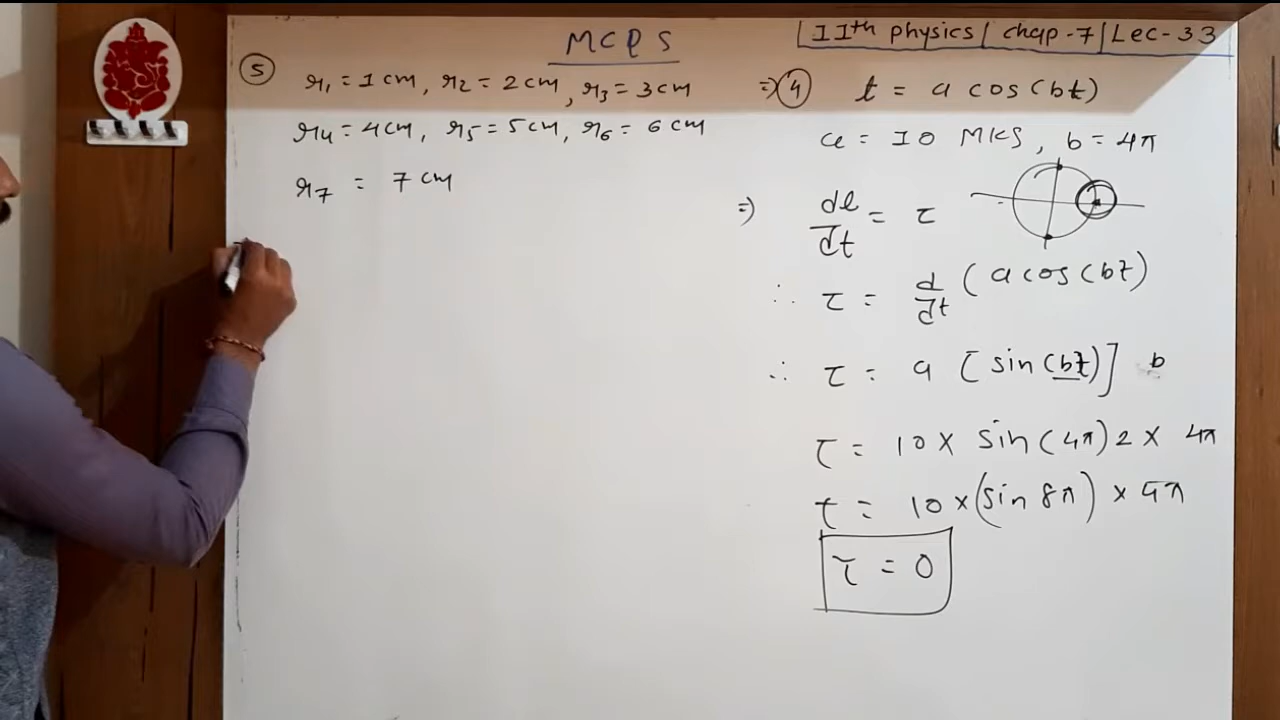 MCQS
|11th physics| chap-7| Lec-33
5
r1 = 1 cm, r2 = 2 cm, r3 = 3 cm
r4 = 4 cm, r5 = 5 cm, r6 = 6 cm
r7 = 7 cm
⇒ 4 l = a cos(bt)
a = 10 MKS, b = 4π
⇒ dl/dt = τ
∴ τ = d/dt (a cos(bt)
∴ τ = a [sin(bt)] b
τ = 10 × sin(4π)2 × 4π
τ = 10 × (sin 8π) × 4π
τ = 0